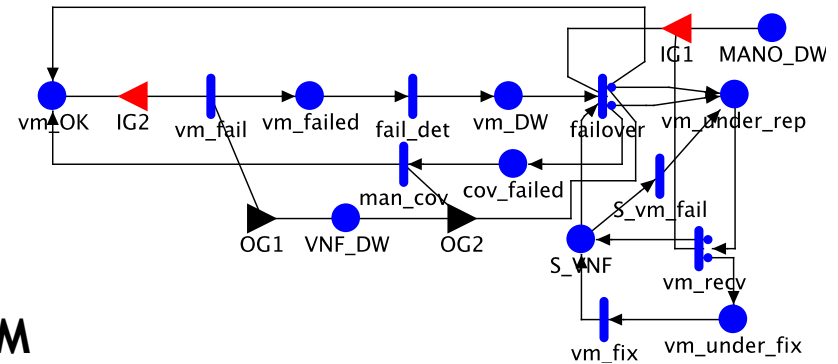 IG1 MANO_DW
vm_OK IG2 vm_fail vm_failed fail_det vm_DW failover vm_under_rep
man_cov cov_failed S_vm_fail
OG1 VNF_DW OG2 S_VNF
vm_recv
M vm_fix vm_under_fix